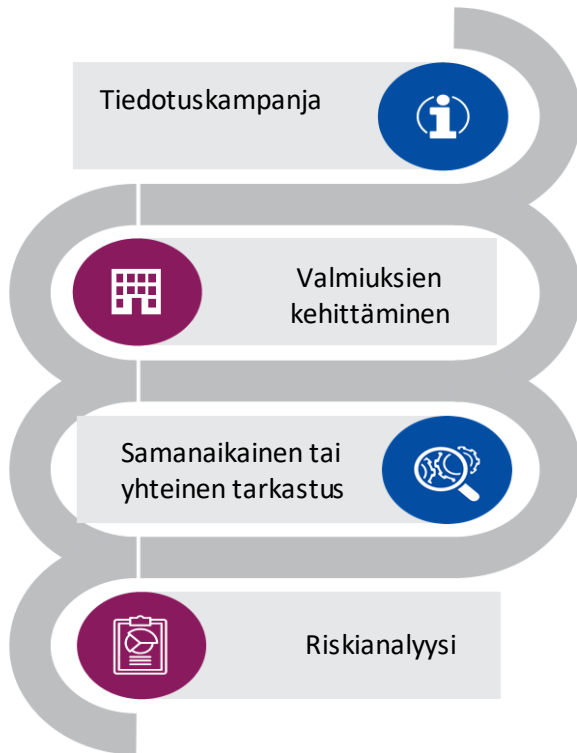 Tiedotuskampanja
Valmiuksien
kehittäminen
Samanaikainen tai
yhteinen tarkastus
Riskianalyysi